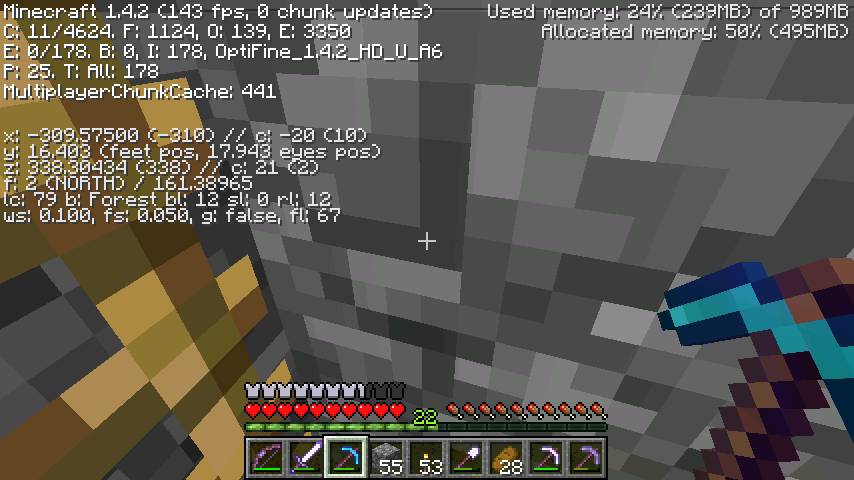 Minecraft 1.4.2 (143 fps, 0 chunk updates)
Used memory: 24% (239MB) of 989MB
C: 11/4624. F: 1124, O: 139, E: 3350
Allocated memory: 50% (495MB)
E: 0/178. B: 0, I: 178, OptiFine_1.4.2_HD_U_A6
P: 25. T: All: 178
MultiplayerChunkCache: 441
x: -309.57500 (-310) // c: -20 (10)
y: 16.403 (feet pos, 17.943 eyes pos)
z: 338.30434 (338) // c: 21 (2)
f: 2 (NORTH) / 161.38965
lc: 79 b: Forest bl: 12 sl: 0 rl: 12
ws: 0.100, fs: 0.050, g: false, fl: 67
22
55 53 28